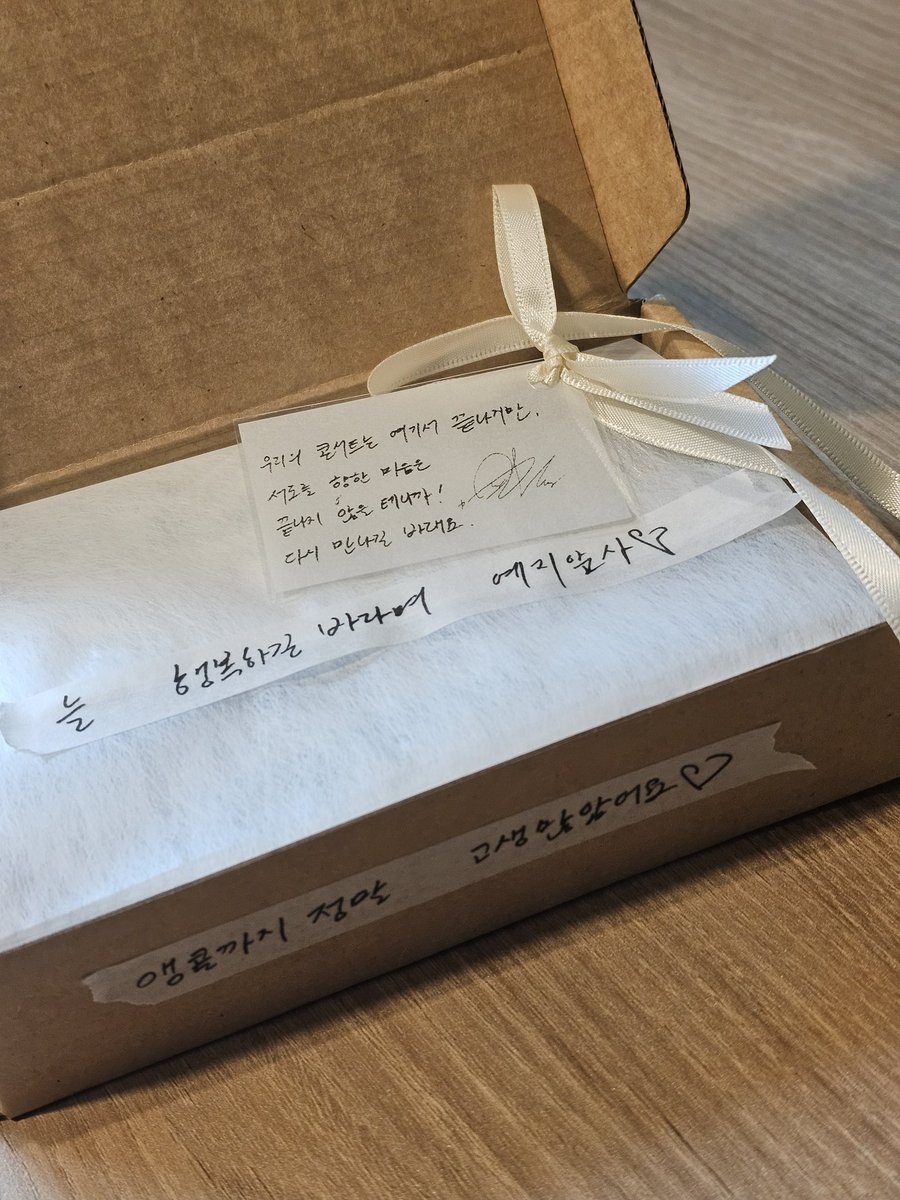 우리의 콘서트는 여기서 끝나지만,
서로를 향한 마음은
끝나지 않을 테니까!
다시 만나길 바래요.
늘 행복하길 바라며 예지앞사♡
앵콜까지 정말 고생많았어요♡